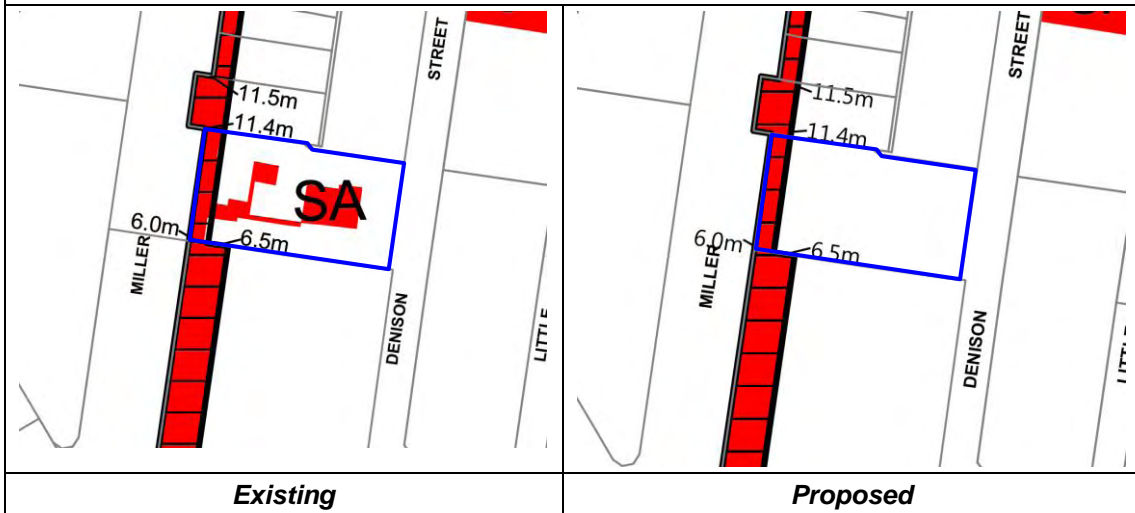 STREET
11.5m
11.4m
SA
6.0m
6.5m
MILLER
DENISON
LITTLE
Existing
STREET
11.5m
11.4m
6.0m
6.5m
MILLER
DENISON
Proposed